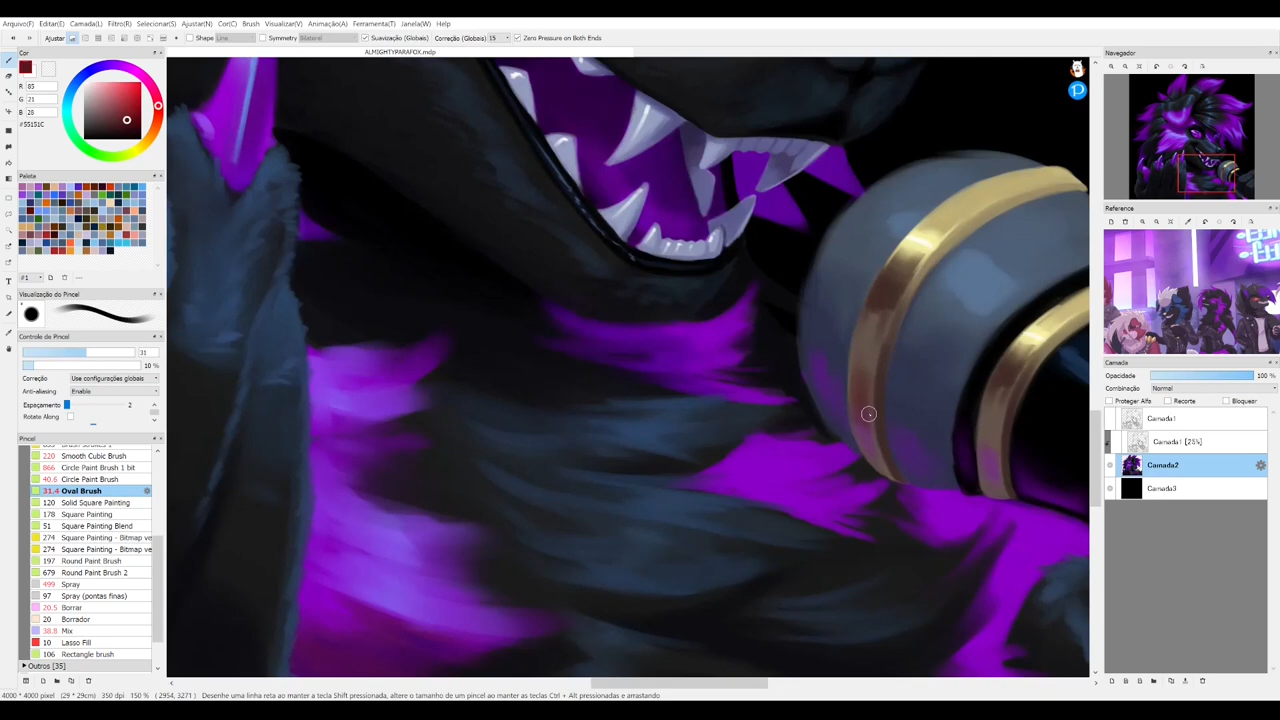 Arquivo(F) Editar(E) Camada(L) Filtro(R) Selecionar(S) Ajustar(N) Cor(C) Brush Visualizar(V) Animação(A) Ferramenta(T) Janela(W) Help
Ajustar Shape Line Symmetry Bilateral Suavização (Globais) Correção (Globais) 15 Zero Pressure on Both Ends
ALMIGHTYPARAFOX.mdp
Cor
R 85
G 21
B 28
#55151C
Paleta
#1
Visualização do Pincel
Controle de Pincel
31
10 %
Correção Use configurações globais
Anti-aliasing Enable
Espaçamento 2
Rotate Along
Pincel
220 Smooth Cubic Painting
866 Circle Paint Brush 1 bit
40.6 Circle Paint Brush
31.4 Oval Brush
120 Solid Square Painting
178 Square Painting
51 Square Painting Blend
274 Square Painting - Bitmap ve
274 Square Painting - Bitmap ve
197 Round Paint Brush
679 Round Paint Brush 2
499 Spray
97 Spray (pontas finas)
20.5 Borrar
20 Borrador
38.8 Mix
10 Lasso Fill
106 Rectangle brush
Outros [35]
Navegador
Reference
Camada
Opacidade 100 %
Combinação Normal
Proteger Alfa Recorte Bloquear
Camada1
Camada1 [25%]
Camada2
Camada3
4000 * 4000 pixel (29 * 29cm) 350 dpi 150 % ( 2954, 3271 ) Desenhe uma linha reta ao manter a tecla Shift pressionada, altere o tamanho de um pincel ao manter as teclas Ctrl + Alt pressionadas e arrastando